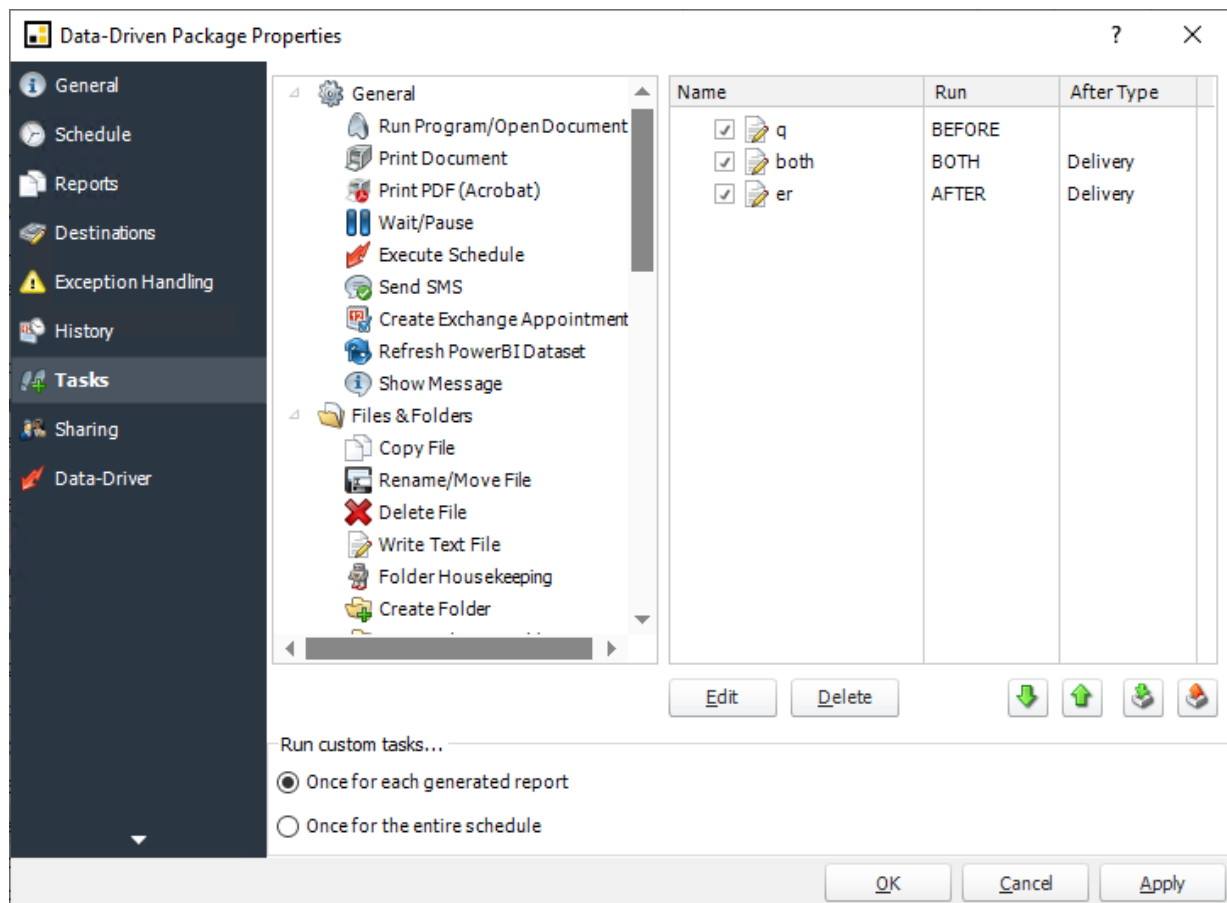 Data-Driven Package Properties
?
General
Schedule
Reports
Destinations
Exception Handling
History
Tasks
Sharing
Data-Driver
General
Run Program/Open Document
Print Document
Print PDF (Acrobat)
Wait/Pause
Execute Schedule
Send SMS
Create Exchange Appointment
Refresh PowerBI Dataset
Show Message
Files & Folders
Copy File
Rename/Move File
Delete File
Write Text File
Folder Housekeeping
Create Folder
Name Run After Type
q BEFORE
both BOTH Delivery
er AFTER Delivery
Edit Delete
Run custom tasks...
Once for each generated report
Once for the entire schedule
OK Cancel Apply